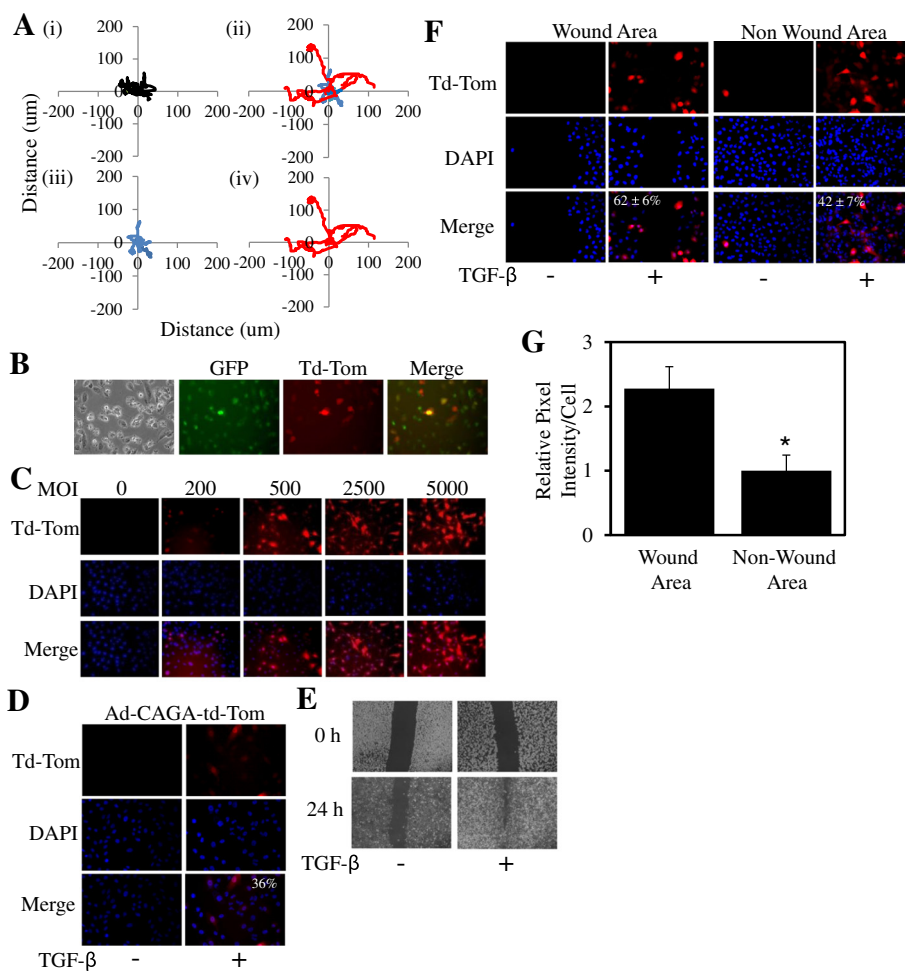 A
(i)
(ii)
200
100
0
-100
-200
-200 -100 0 100 200
200
100
0
-100
-200
-200 -100 0 100 200
(iii)
(iv)
200
100
0
-100
-200
-200 -100 0 100 200
200
100
0
-100
-200
-200 -100 0 100 200
Distance (um)
Distance (um)
B
GFP Td-Tom Merge
C
MOI 0 200 500 2500 5000
Td-Tom
DAPI
Merge
D
Ad-CAGA-td-Tom
Td-Tom
DAPI
Merge
36%
TGF-β - +
E
0 h
24 h
TGF-β - +
F
Wound Area Non Wound Area
Td-Tom
DAPI
Merge
62 ± 6% 42 ± 7%
TGF-β - + - +
G
Relative Pixel
Intensity/Cell
3
2
1
0
*
Wound
Area
Non-Wound
Area